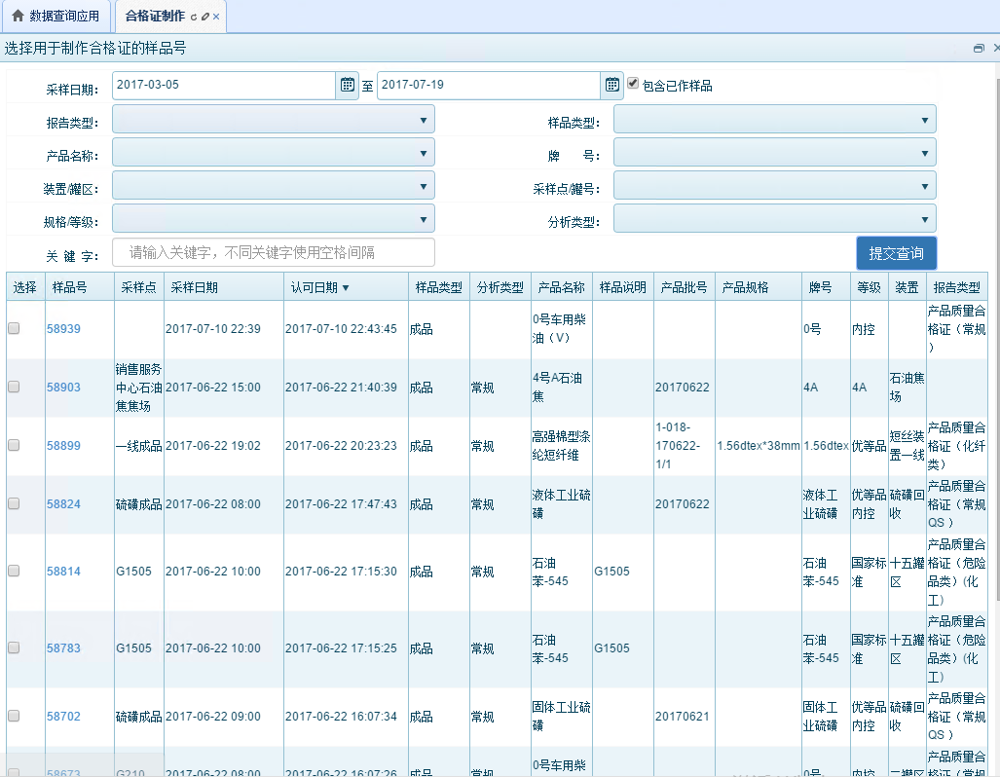 数据查询应用 合格证制作
选择用于制作合格证的样品号
采样日期： 2017-03-05 至 2017-07-19 包含已作样品
报告类型： 样品类型：
产品名称： 牌 号：
装置/罐区： 采样点/罐号：
规格/等级： 分析类型：
关 键 字： 请输入关键字，不同关键字使用空格间隔 提交查询
选择 样品号 采样点 采样日期 认可日期 样品类型 分析类型 产品名称 样品说明 产品批号 产品规格 牌号 等级 装置 报告类型
58939 2017-07-10 22:39 2017-07-10 22:43:45 成品 0号车用柴油（V） 0号 内控 产品质量合格证（常规）
58903 销售服务中心石油焦焦场 2017-06-22 15:00 2017-06-22 21:40:39 成品 常规 4号A石油焦 20170622 4A 4A 石油焦场
58899 一线成品 2017-06-22 19:02 2017-06-22 20:23:23 成品 常规 高强棉型涤纶短纤维 1-018-170622-1/1 1.56dtex*38mm 1.56dtex 优等品 短丝装置一线 产品质量合格证（化纤类）
58824 硫磺成品 2017-06-22 08:00 2017-06-22 17:47:43 成品 常规 液体工业硫磺 20170622 液体工业硫磺 优等品内控 硫磺回收 产品质量合格证（常规QS ）
58814 G1505 2017-06-22 10:00 2017-06-22 17:15:30 成品 常规 石油苯-545 G1505 石油苯-545 国家标准 十五罐区 产品质量合格证（危险品类）(化工)
58783 G1505 2017-06-22 10:00 2017-06-22 17:15:25 成品 常规 石油苯-545 G1505 石油苯-545 国家标准 十五罐区 产品质量合格证（危险品类）(化工)
58702 硫磺成品 2017-06-22 09:00 2017-06-22 16:07:34 成品 常规 固体工业硫磺 20170621 固体工业硫磺 优等品内控 硫磺回收 产品质量合格证（常规QS ）
58673 G210 2017-06-22 08:00 2017-06-22 16:07:26 成品 常规 0号车用柴 0号 内控 二罐区 产品质量合格证（常规